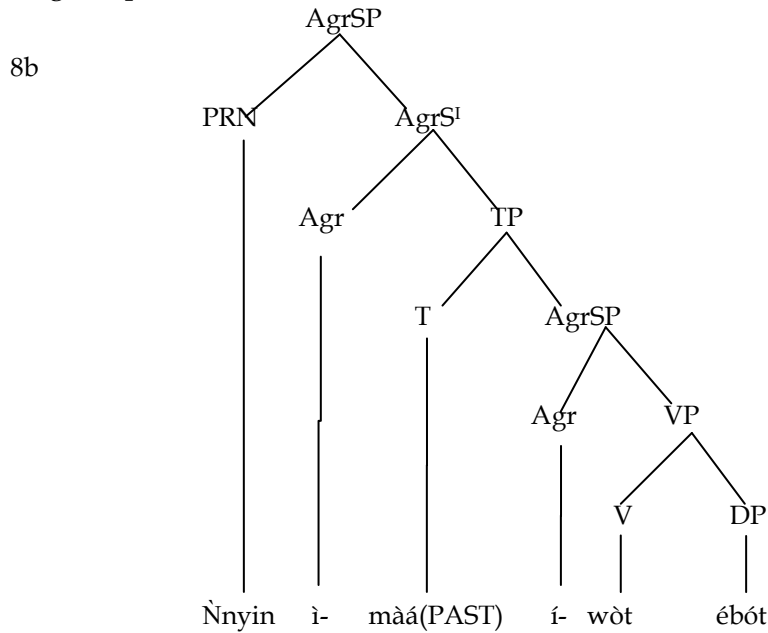 AgrSP
8b
PRN AgrSᴵ
Agr TP
T AgrSP
Agr VP
V DP
Ǹnyin ì- màá(PAST) í- wòt ébót